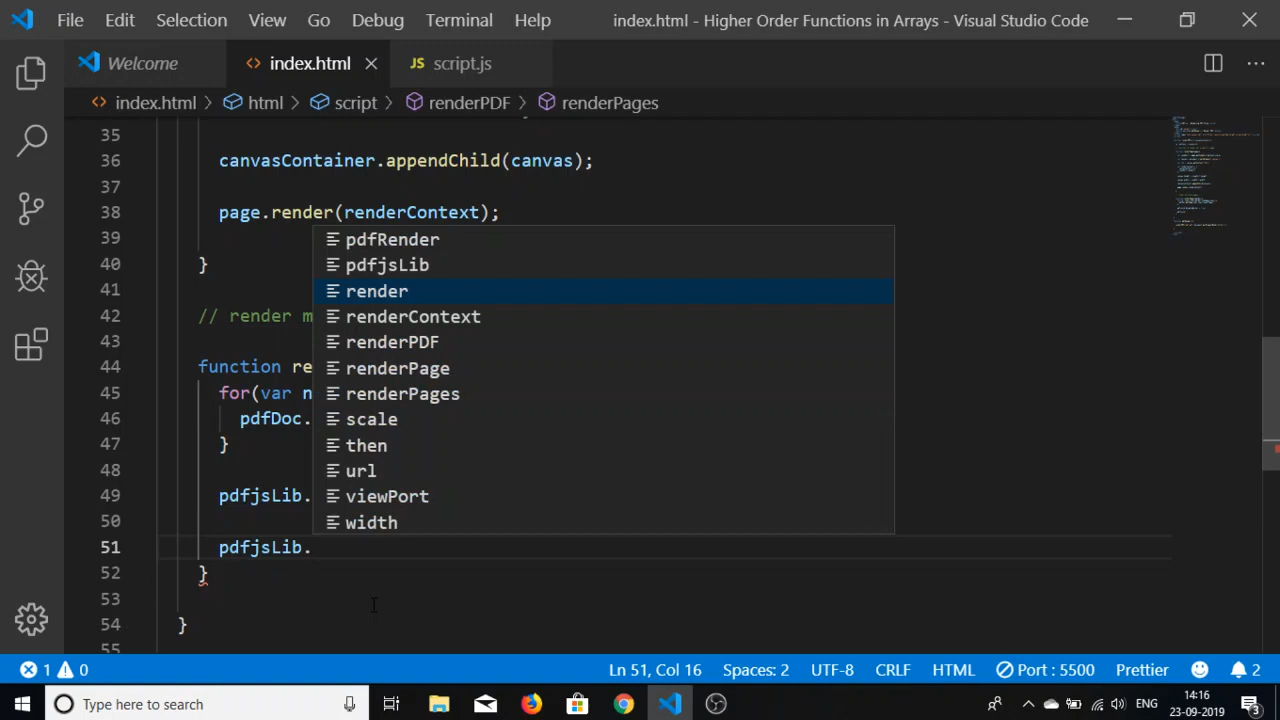 File Edit Selection View Go Debug Terminal Help index.html - Higher Order Functions in Arrays - Visual Studio Code
Welcome index.html script.js
index.html html script renderPDF renderPages
35
36 canvasContainer.appendChild(canvas);
37
38 page.render(renderContext);
39
40 }
41
42 // render m
43
44 function re
45 for(var n
46 pdfDoc.
47 }
48
49 pdfjsLib.
50
51 pdfjsLib.
52 }
53
54 }
55
pdfRender
pdfjsLib
render
renderContext
renderPDF
renderPage
renderPages
scale
then
url
viewPort
width
1 0 Ln 51, Col 16 Spaces: 2 UTF-8 CRLF HTML Port : 5500 Prettier 2
Type here to search ENG 14:16
23-09-2019 3